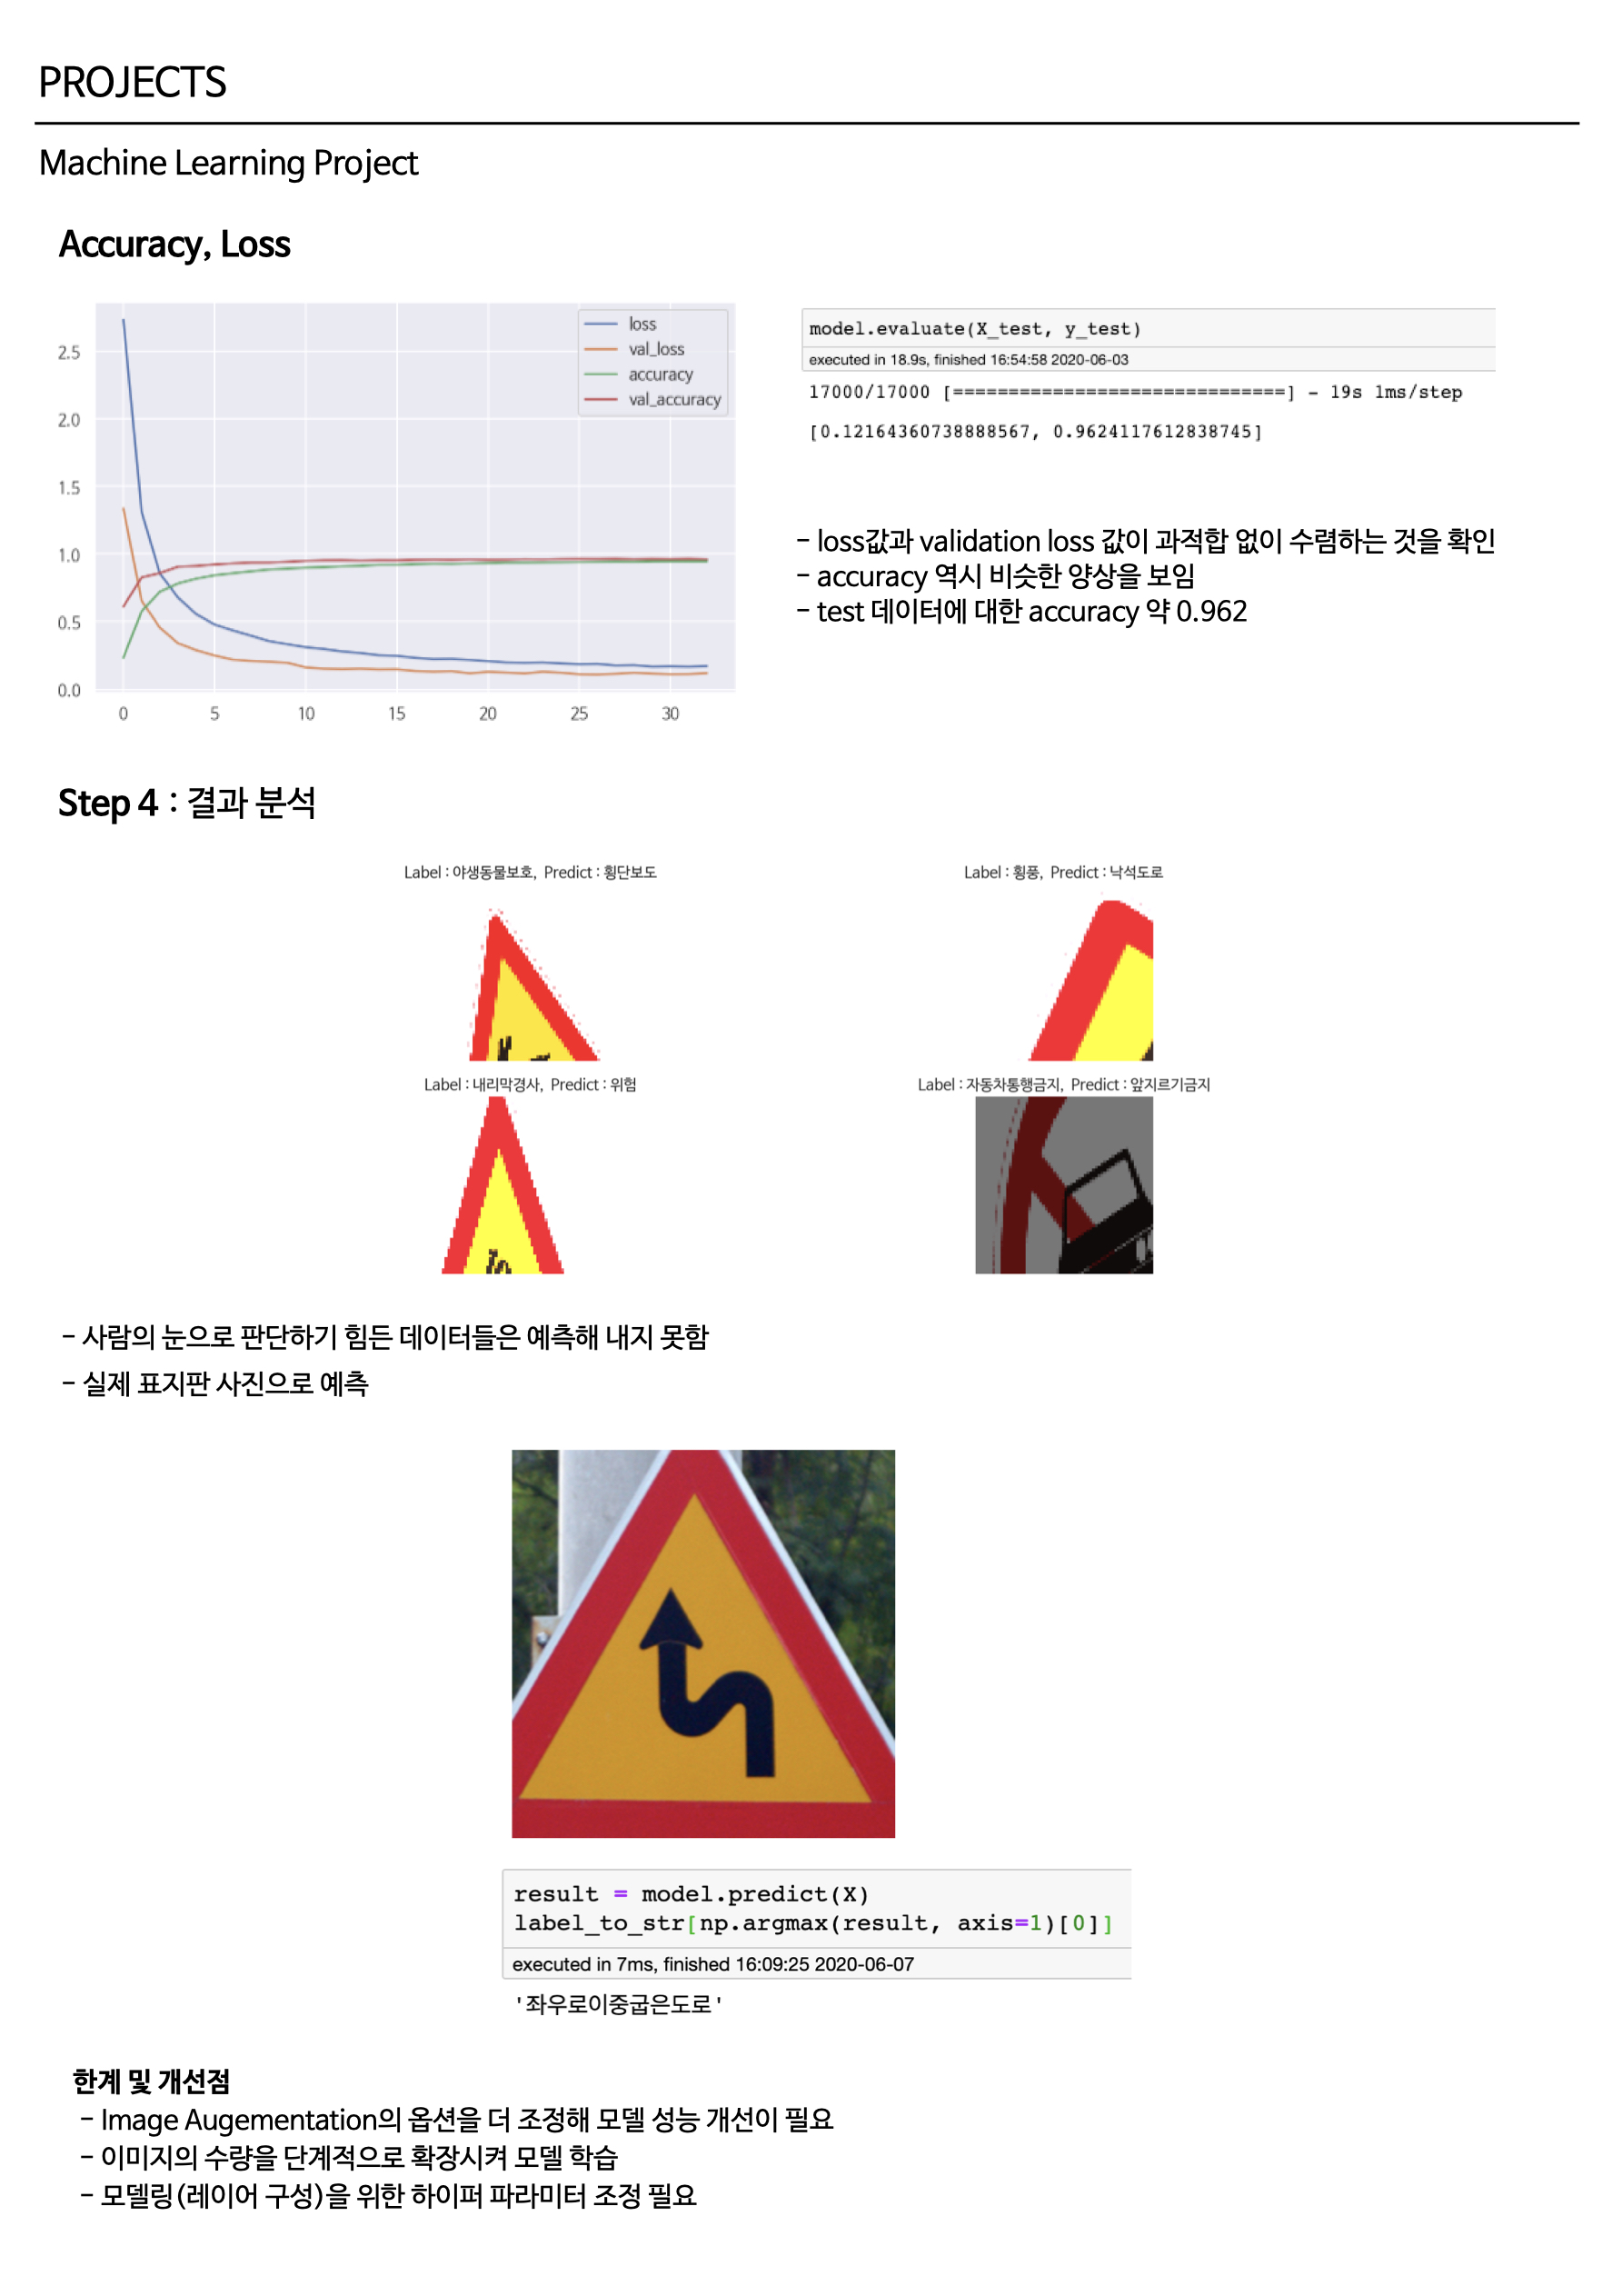 PROJECTS
Machine Learning Project
Accuracy, Loss
loss
val_loss
accuracy
val_accuracy
2.5
2.0
1.5
1.0
0.5
0.0
0 5 10 15 20 25 30
model.evaluate(X_test, y_test)
executed in 18.9s, finished 16:54:58 2020-06-03
17000/17000 [==============================] - 19s 1ms/step
[0.12164360738888567, 0.9624117612838745]
- loss값과 validation loss 값이 과적합 없이 수렴하는 것을 확인
- accuracy 역시 비슷한 양상을 보임
- test 데이터에 대한 accuracy 약 0.962
Step 4 : 결과 분석
Label : 야생동물보호, Predict : 횡단보도
Label : 횡풍, Predict : 낙석도로
Label : 내리막경사, Predict : 위험
Label : 자동차통행금지, Predict : 앞지르기금지
- 사람의 눈으로 판단하기 힘든 데이터들은 예측해 내지 못함
- 실제 표지판 사진으로 예측
result = model.predict(X)
label_to_str[np.argmax(result, axis=1)[0]]
executed in 7ms, finished 16:09:25 2020-06-07
'좌우로이중굽은도로'
한계 및 개선점
- Image Augementation의 옵션을 더 조정해 모델 성능 개선이 필요
- 이미지의 수량을 단계적으로 확장시켜 모델 학습
- 모델링(레이어 구성)을 위한 하이퍼 파라미터 조정 필요